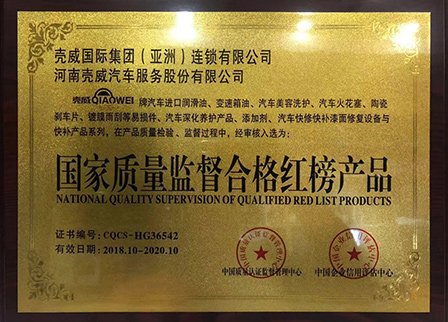 壳威国际集团（亚洲）连锁有限公司
河南壳威汽车服务股份有限公司
壳威QIAOWEI牌汽车进口润滑油、变速箱油、汽车美容洗护、汽车火花塞、陶瓷
刹车片、镀膜雨刮等易损件、汽车深化养护产品、添加剂、汽车快修快补漆面修复设备与
快补产品系列，在产品质量检验、监督过程中，经审核入选为：
国家质量监督合格红榜产品
NATIONAL QUALITY SUPERVISION OF QUALIFIED RED LIST PRODUCTS
证书编号：CQCS-HG36542
有效日期：2018.10-2020.10
中国质量认证监督管理中心
中国企业信用评估中心